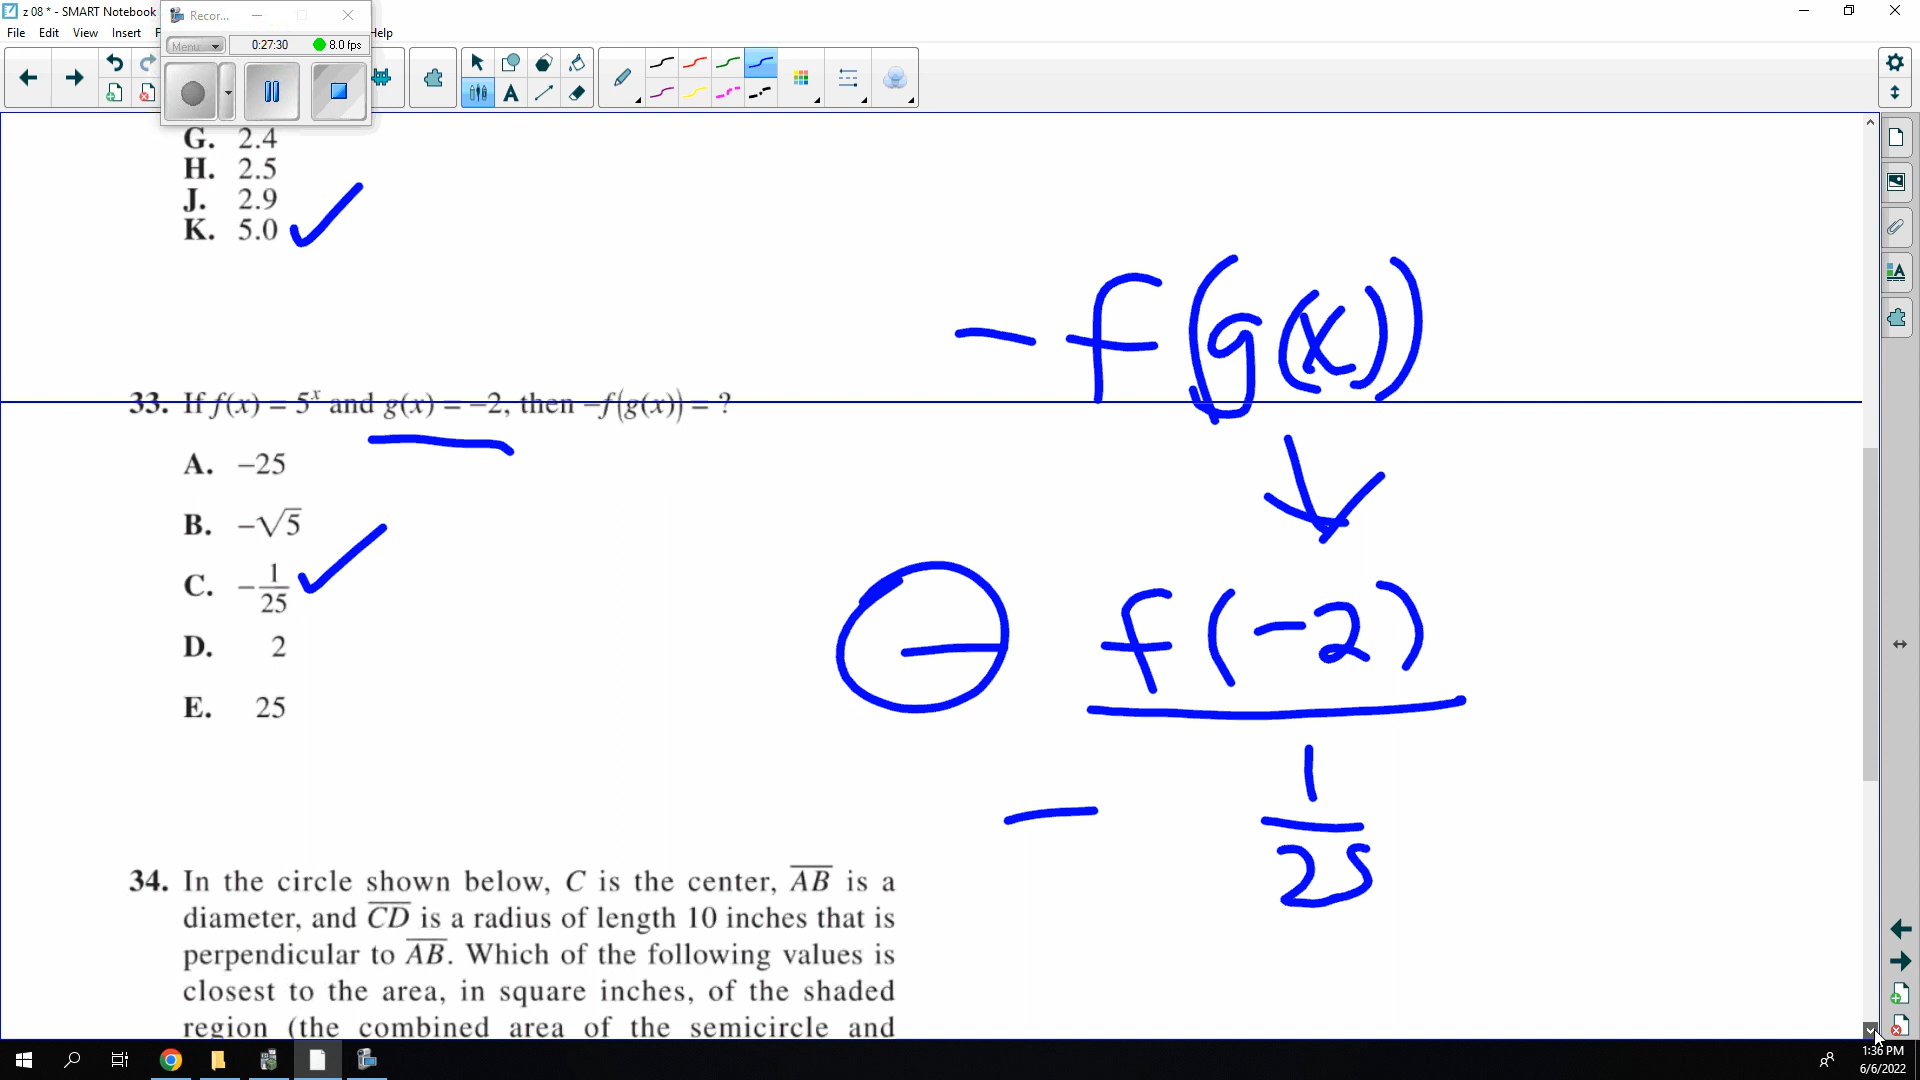 z 08 * - SMART Notebook
Recor...
File Edit View Insert F Help
Menu 0:27:30 8.0 fps
G. 2.4
H. 2.5
J. 2.9
K. 5.0
-f(g(x))
33. If f(x) = 5ˣ and g(x) = −2, then −f(g(x)) = ?
A. −25
B. −√5
C. −1/25
D. 2
E. 25
- f(-2)
- 1/25
34. In the circle shown below, C is the center, AB is a
diameter, and CD is a radius of length 10 inches that is
perpendicular to AB. Which of the following values is
closest to the area, in square inches, of the shaded
region (the combined area of the semicircle and
1:36 PM
6/6/2022